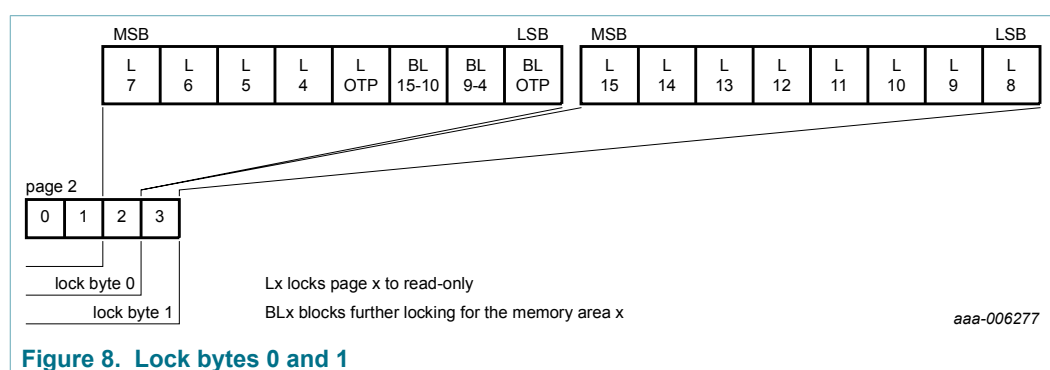 MSB LSB MSB LSB
L L L L L BL BL BL L L L L L L L L
7 6 5 4 OTP 15-10 9-4 OTP 15 14 13 12 11 10 9 8
page 2
0 1 2 3
lock byte 0 Lx locks page x to read-only
lock byte 1 BLx blocks further locking for the memory area x
aaa-006277
Figure 8. Lock bytes 0 and 1